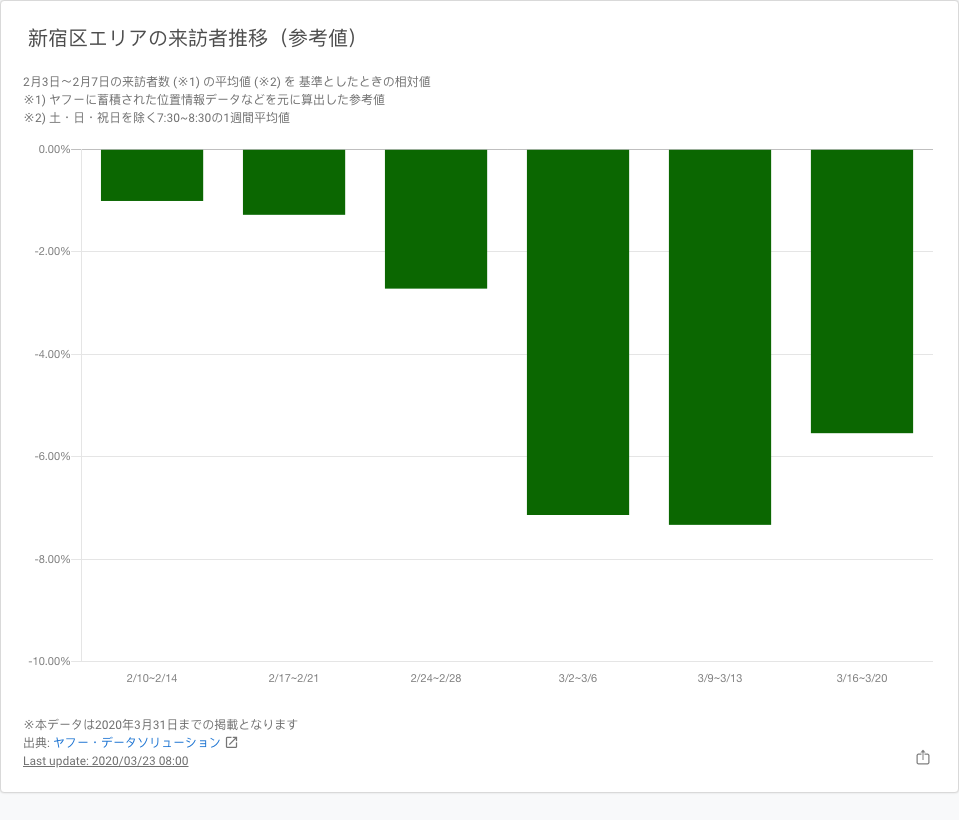 新宿区エリアの来訪者推移（参考値）
2月3日～2月7日の来訪者数 (※1) の平均値 (※2) を 基準としたときの相対値
※1) ヤフーに蓄積された位置情報データなどを元に算出した参考値
※2) 土・日・祝日を除く7:30~8:30の1週間平均値
0.00%
-2.00%
-4.00%
-6.00%
-8.00%
-10.00%
2/10~2/14 2/17~2/21 2/24~2/28 3/2~3/6 3/9~3/13 3/16~3/20
※本データは2020年3月31日までの掲載となります
出典: ヤフー・データソリューション
Last update: 2020/03/23 08:00